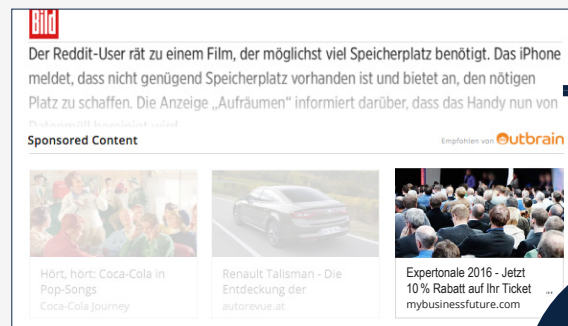 Bild
Der Reddit-User rät zu einem Film, der möglichst viel Speicherplatz benötigt. Das iPhone
meldet, dass nicht genügend Speicherplatz vorhanden ist und bietet an, den nötigen
Platz zu schaffen. Die Anzeige „Aufräumen“ informiert darüber, dass das Handy nun von
Datenmüll bereinigt wird
Sponsored Content
Empfohlen von Outbrain
Hört, hört: Coca-Cola in
Pop-Songs
Coca-Cola Journey
Renault Talisman - Die
Entdeckung der
autorevue.at
Expertonale 2016 - Jetzt
10 % Rabatt auf Ihr Ticket ...
mybusinessfuture.com